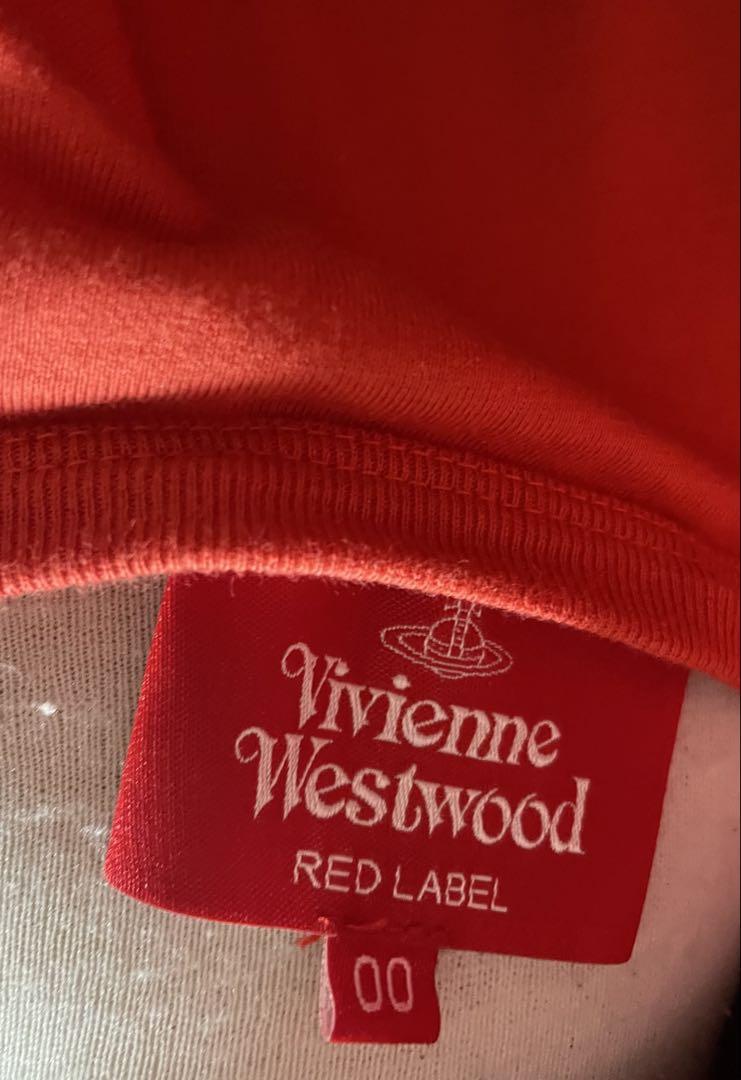 Vivienne
Westwood
RED LABEL
00